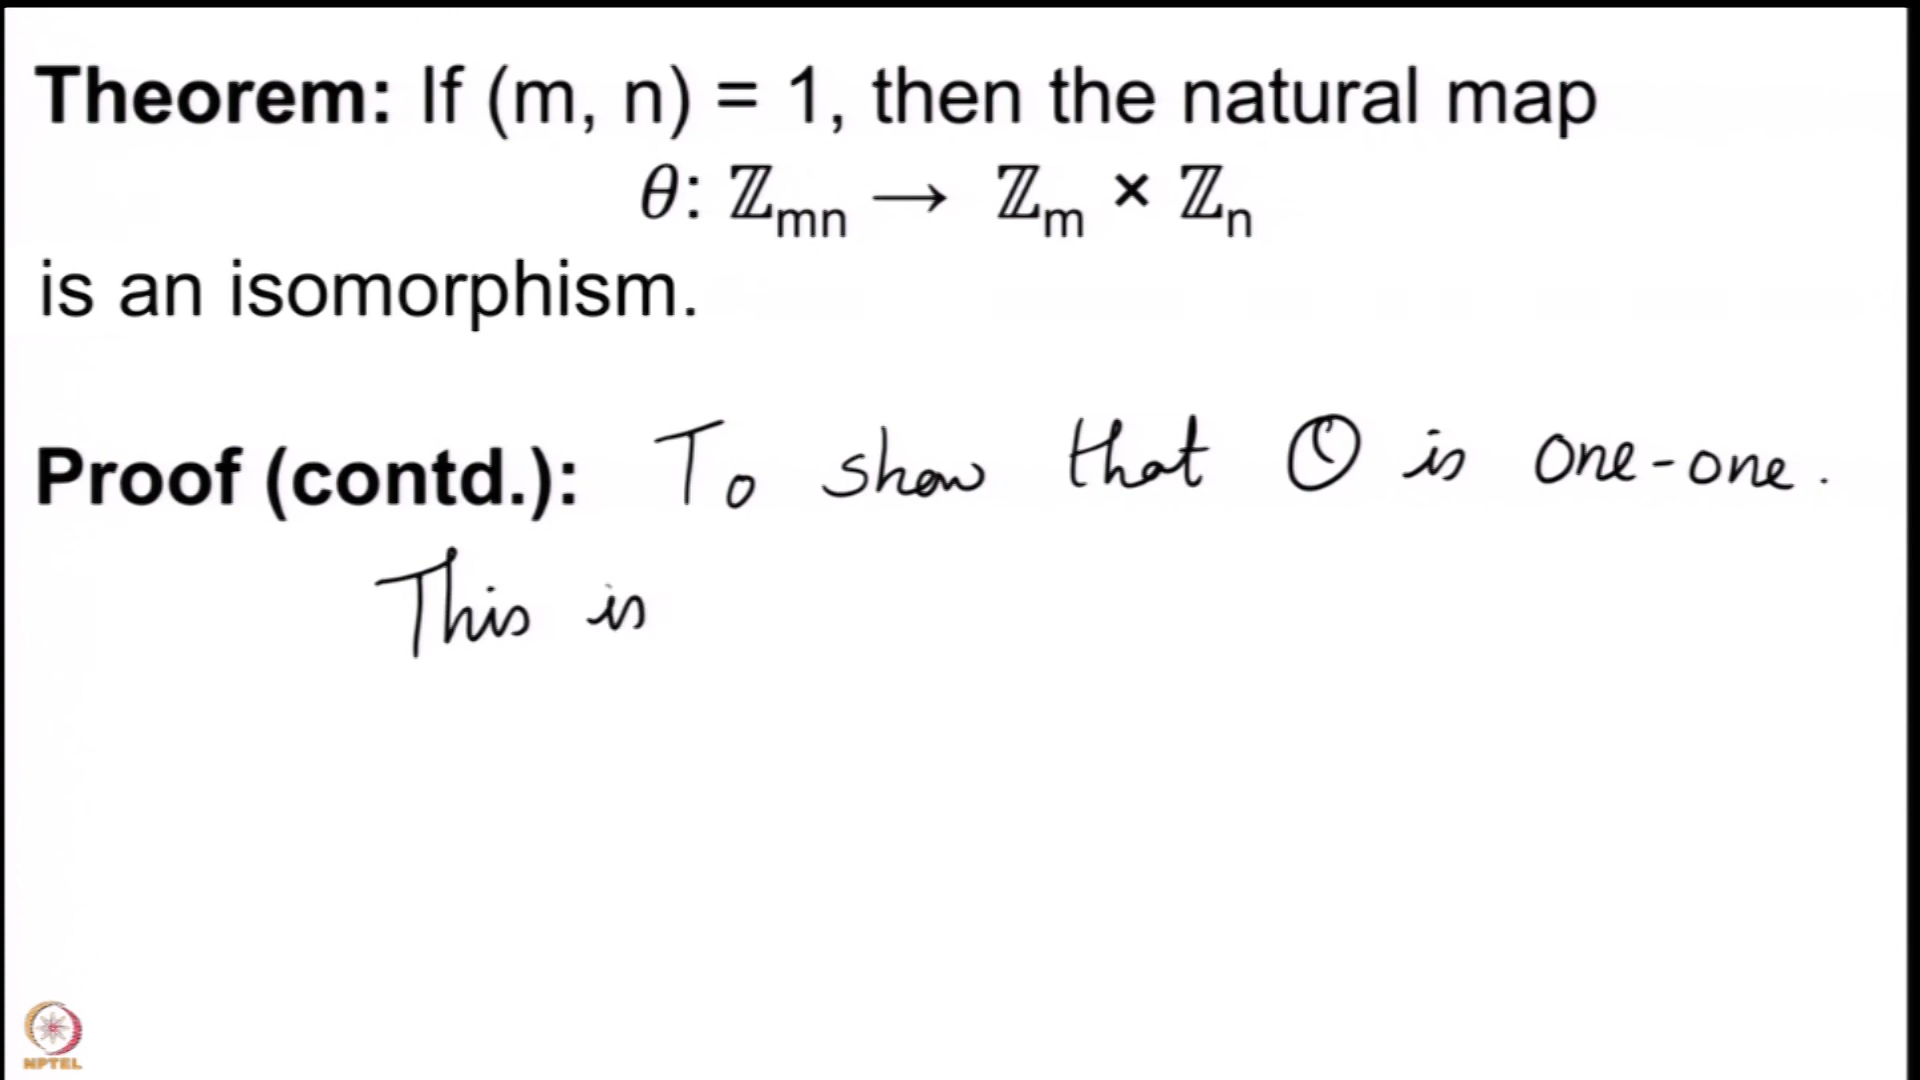 Theorem: If (m, n) = 1, then the natural map
θ: ℤmn → ℤm × ℤn
is an isomorphism.
Proof (contd.): To show that θ is one-one.
This is
NPTEL